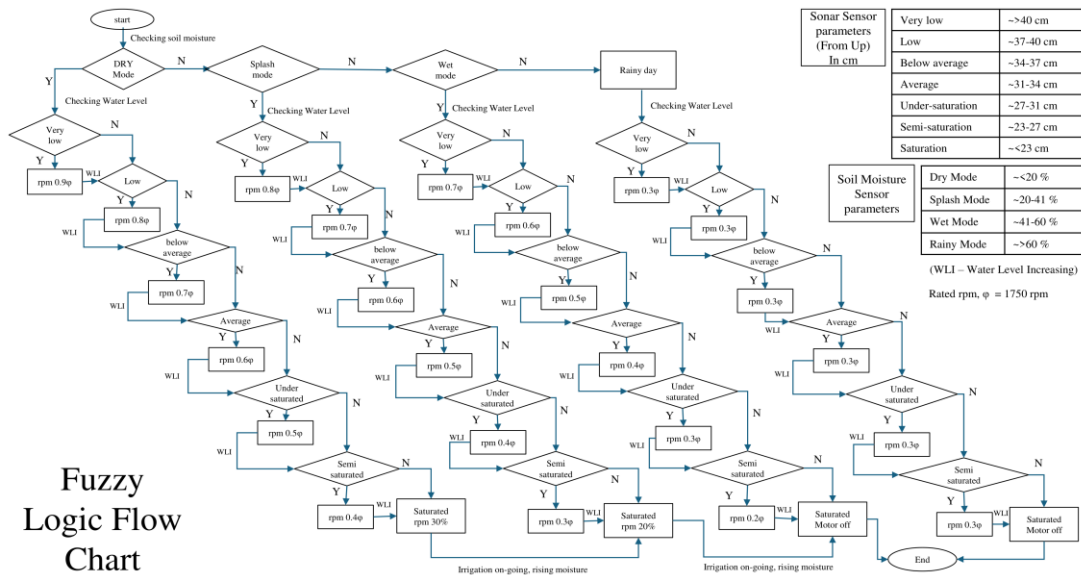 start
Checking soil moisture
DRY
Mode
N
Splash
mode
N
Wet
mode
N
Rainy day
Y
Y
Y
Checking Water Level
Checking Water Level
Checking Water Level
Checking Water Level
Very
low
N
Y
rpm 0.9φ
WLI
Low
N
Y
rpm 0.8φ
WLI
below
average
N
Y
rpm 0.7φ
WLI
Average
N
Y
rpm 0.6φ
WLI
Under
saturated
N
Y
rpm 0.5φ
WLI
Semi
saturated
N
Y
rpm 0.4φ
WLI
Saturated
rpm 30%
Very
low
N
Y
rpm 0.8φ
WLI
Low
N
Y
rpm 0.7φ
WLI
below
average
N
Y
rpm 0.6φ
WLI
Average
N
Y
rpm 0.5φ
WLI
Under
saturated
N
Y
rpm 0.4φ
WLI
Semi
saturated
N
Y
rpm 0.3φ
WLI
Saturated
rpm 20%
Very
low
N
Y
rpm 0.7φ
WLI
Low
N
Y
rpm 0.6φ
WLI
below
average
N
Y
rpm 0.5φ
WLI
Average
N
Y
rpm 0.4φ
WLI
Under
saturated
N
Y
rpm 0.3φ
WLI
Semi
saturated
N
Y
rpm 0.2φ
WLI
Saturated
Motor off
Very
low
N
Y
rpm 0.3φ
WLI
Low
N
Y
rpm 0.3φ
WLI
below
average
N
Y
rpm 0.3φ
WLI
Average
N
Y
rpm 0.3φ
WLI
Under
saturated
N
Y
rpm 0.3φ
WLI
Semi
saturated
N
Y
rpm 0.3φ
WLI
Saturated
Motor off
End
Irrigation on-going, rising moisture
Irrigation on-going, rising moisture
Sonar Sensor
parameters
(From Up)
In cm
Very low ~>40 cm
Low ~37-40 cm
Below average ~34-37 cm
Average ~31-34 cm
Under-saturation ~27-31 cm
Semi-saturation ~23-27 cm
Saturation ~<23 cm
Soil Moisture
Sensor
parameters
Dry Mode ~<20 %
Splash Mode ~20-41 %
Wet Mode ~41-60 %
Rainy Mode ~>60 %
(WLI – Water Level Increasing)
Rated rpm, φ = 1750 rpm
Fuzzy
Logic Flow
Chart